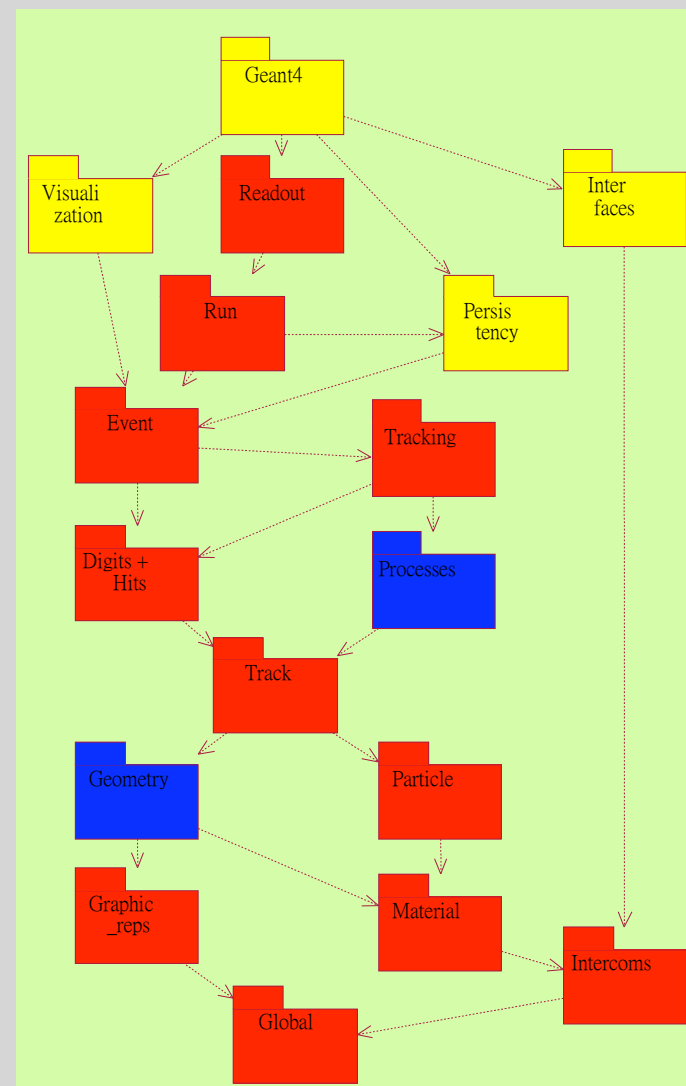 Geant4
Visuali
zation
Readout
Inter
faces
Run
Persis
tency
Event
Tracking
Digits +
Hits
Processes
Track
Geometry
Particle
Graphic
_reps
Material
Intercoms
Global